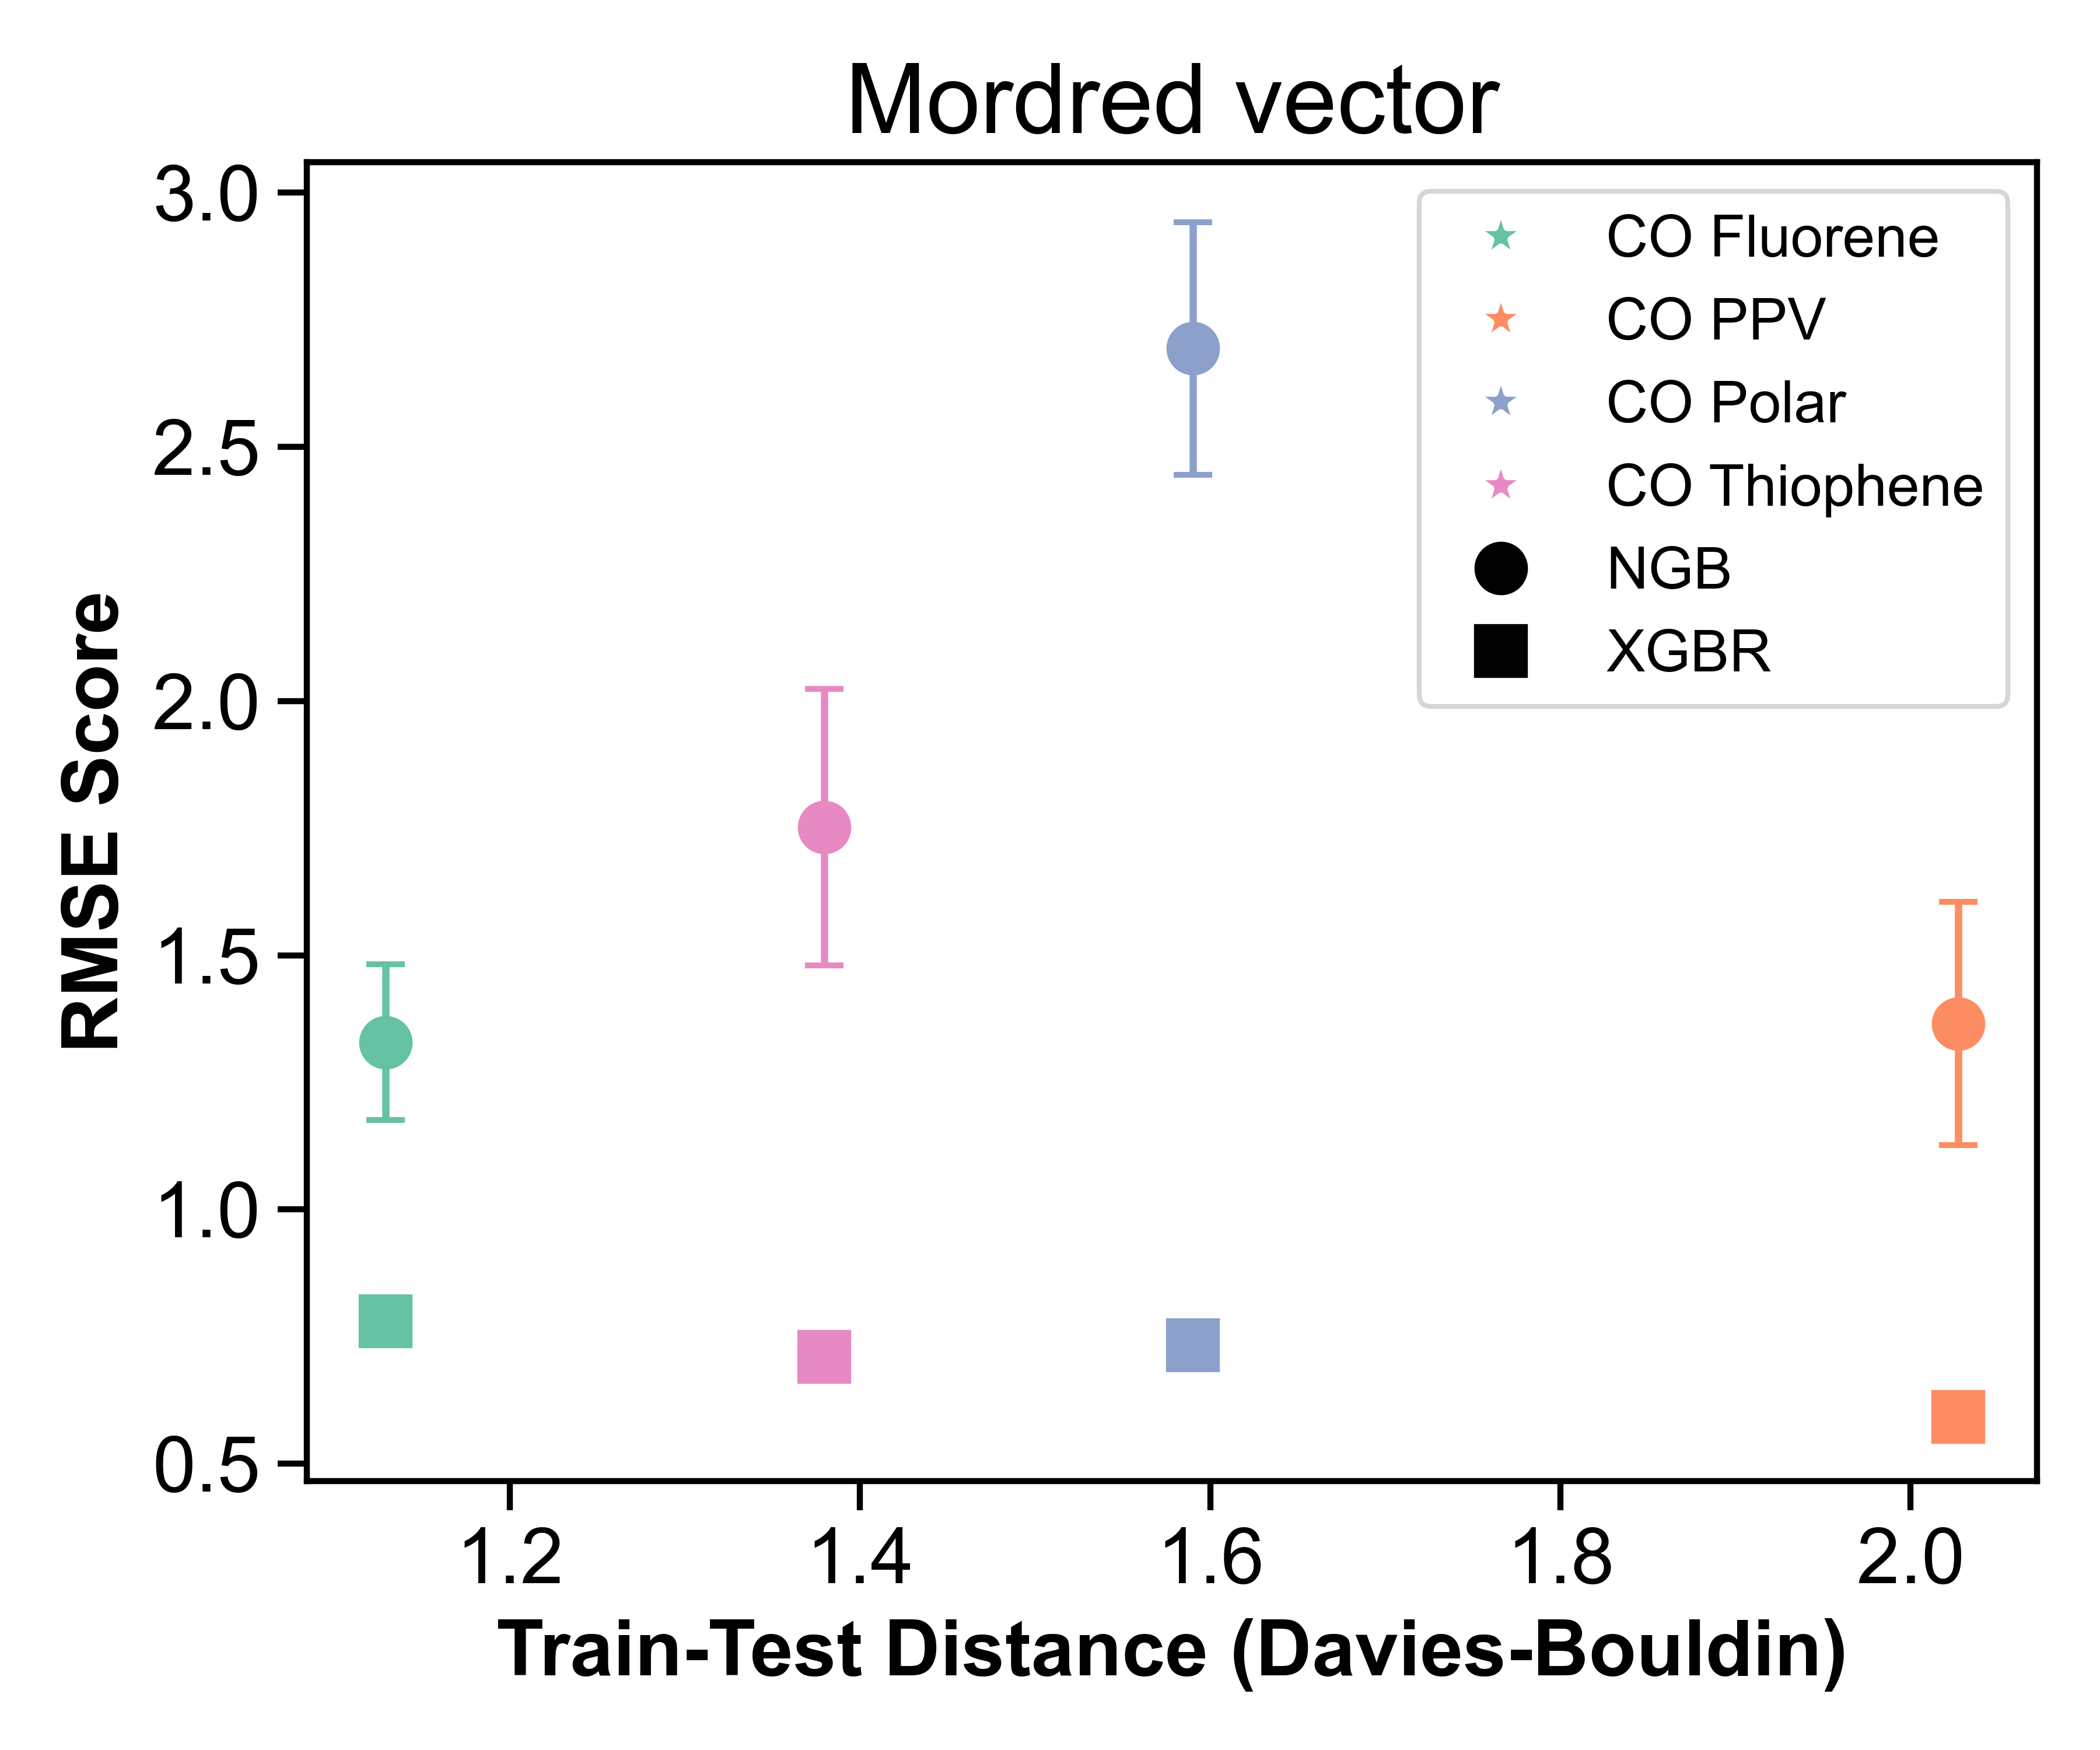 Mordred vector
3.0
2.5
2.0
1.5
1.0
0.5
RMSE Score
CO Fluorene
CO PPV
CO Polar
CO Thiophene
NGB
XGBR
1.2 1.4 1.6 1.8 2.0
Train-Test Distance (Davies-Bouldin)